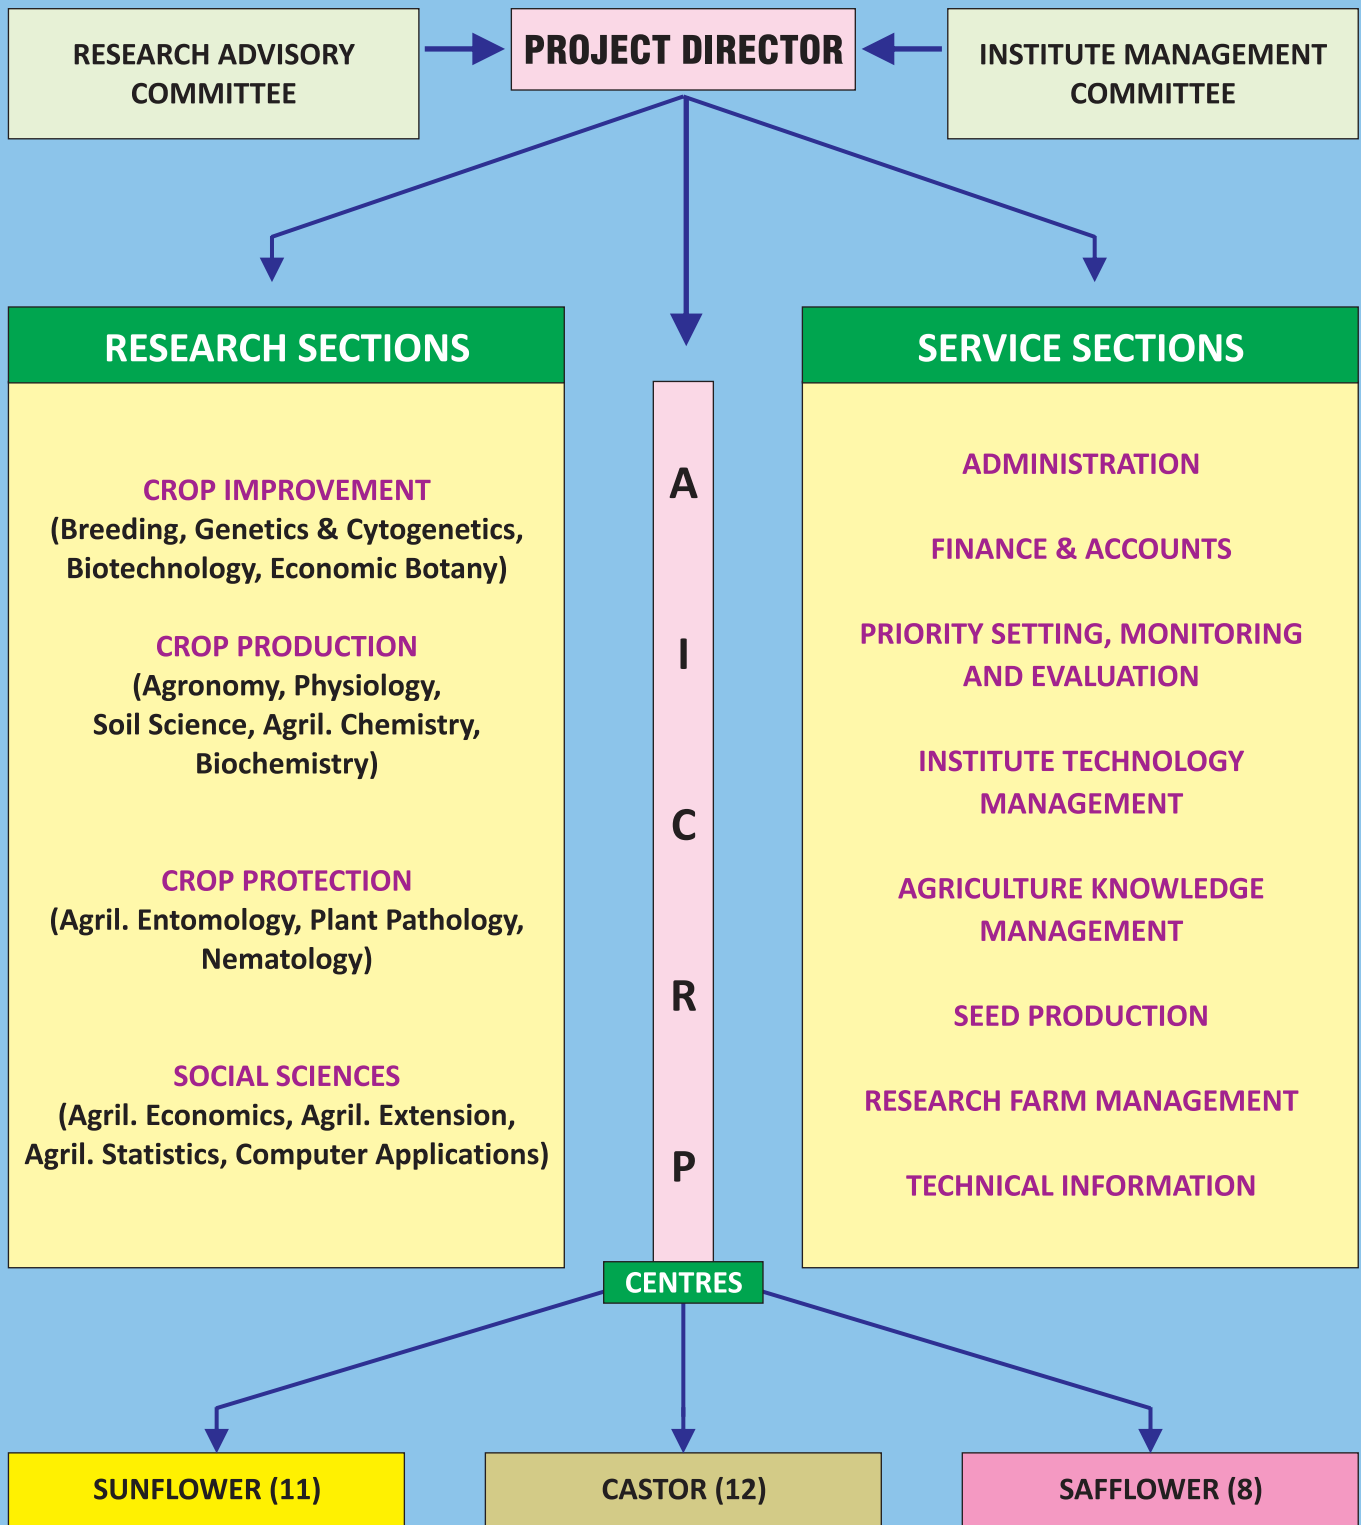 RESEARCH ADVISORY
COMMITTEE
PROJECT DIRECTOR
INSTITUTE MANAGEMENT
COMMITTEE
RESEARCH SECTIONS
CROP IMPROVEMENT
(Breeding, Genetics & Cytogenetics,
Biotechnology, Economic Botany)
CROP PRODUCTION
(Agronomy, Physiology,
Soil Science, Agril. Chemistry,
Biochemistry)
CROP PROTECTION
(Agril. Entomology, Plant Pathology,
Nematology)
SOCIAL SCIENCES
(Agril. Economics, Agril. Extension,
Agril. Statistics, Computer Applications)
A
I
C
R
P
SERVICE SECTIONS
ADMINISTRATION
FINANCE & ACCOUNTS
PRIORITY SETTING, MONITORING
AND EVALUATION
INSTITUTE TECHNOLOGY
MANAGEMENT
AGRICULTURE KNOWLEDGE
MANAGEMENT
SEED PRODUCTION
RESEARCH FARM MANAGEMENT
TECHNICAL INFORMATION
CENTRES
SUNFLOWER (11)
CASTOR (12)
SAFFLOWER (8)